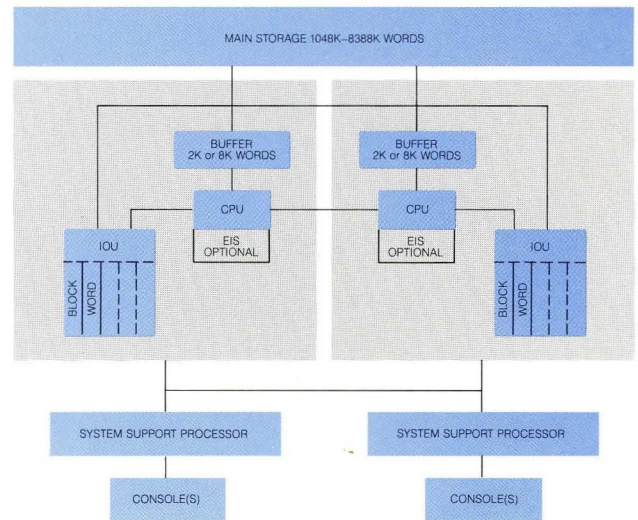 MAIN STORAGE 1048K–8388K WORDS
BUFFER
2K or 8K WORDS
BUFFER
2K or 8K WORDS
CPU
CPU
EIS
OPTIONAL
EIS
OPTIONAL
IOU
IOU
BLOCK
WORD
BLOCK
WORD
SYSTEM SUPPORT PROCESSOR
SYSTEM SUPPORT PROCESSOR
CONSOLE(S)
CONSOLE(S)